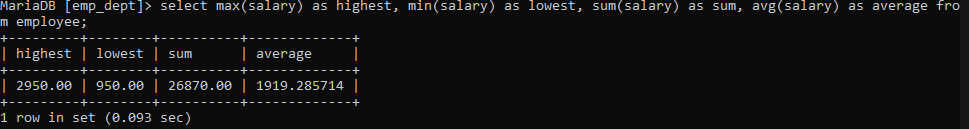 MariaDB [emp_dept]> select max(salary) as highest, min(salary) as lowest, sum(salary) as sum, avg(salary) as average fro
m employee;
+---------+--------+----------+-------------+
| highest | lowest | sum      | average     |
+---------+--------+----------+-------------+
| 2950.00 | 950.00 | 26870.00 | 1919.285714 |
+---------+--------+----------+-------------+
1 row in set (0.093 sec)